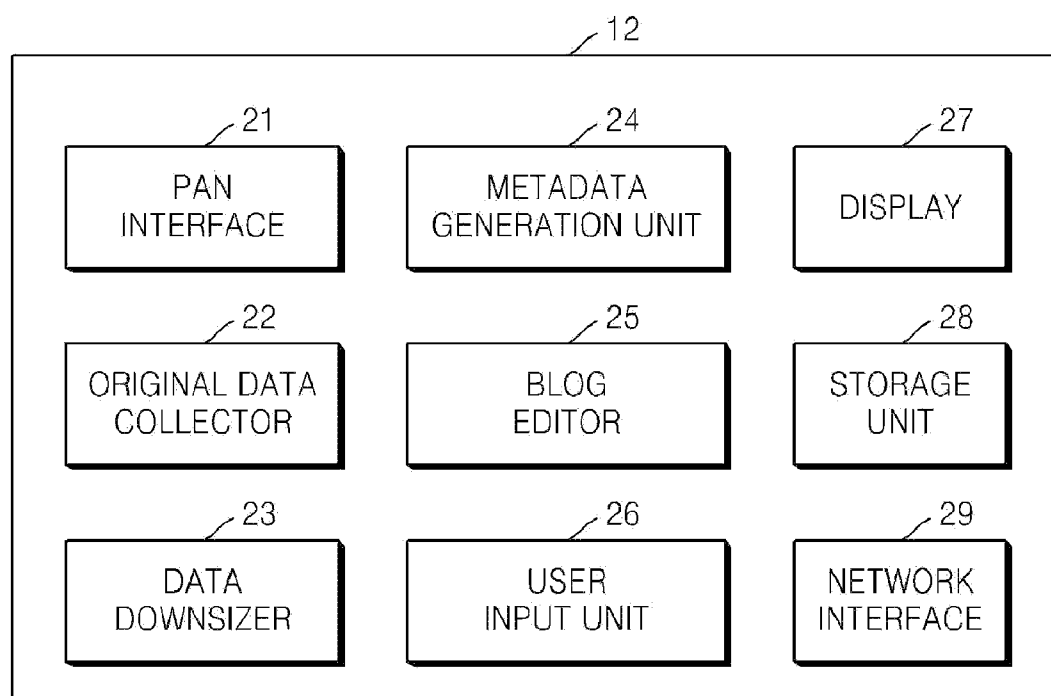 12
21
24
27
PAN
INTERFACE
METADATA
GENERATION UNIT
DISPLAY
22
25
28
ORIGINAL DATA
COLLECTOR
BLOG
EDITOR
STORAGE
UNIT
23
26
29
DATA
DOWNSIZER
USER
INPUT UNIT
NETWORK
INTERFACE